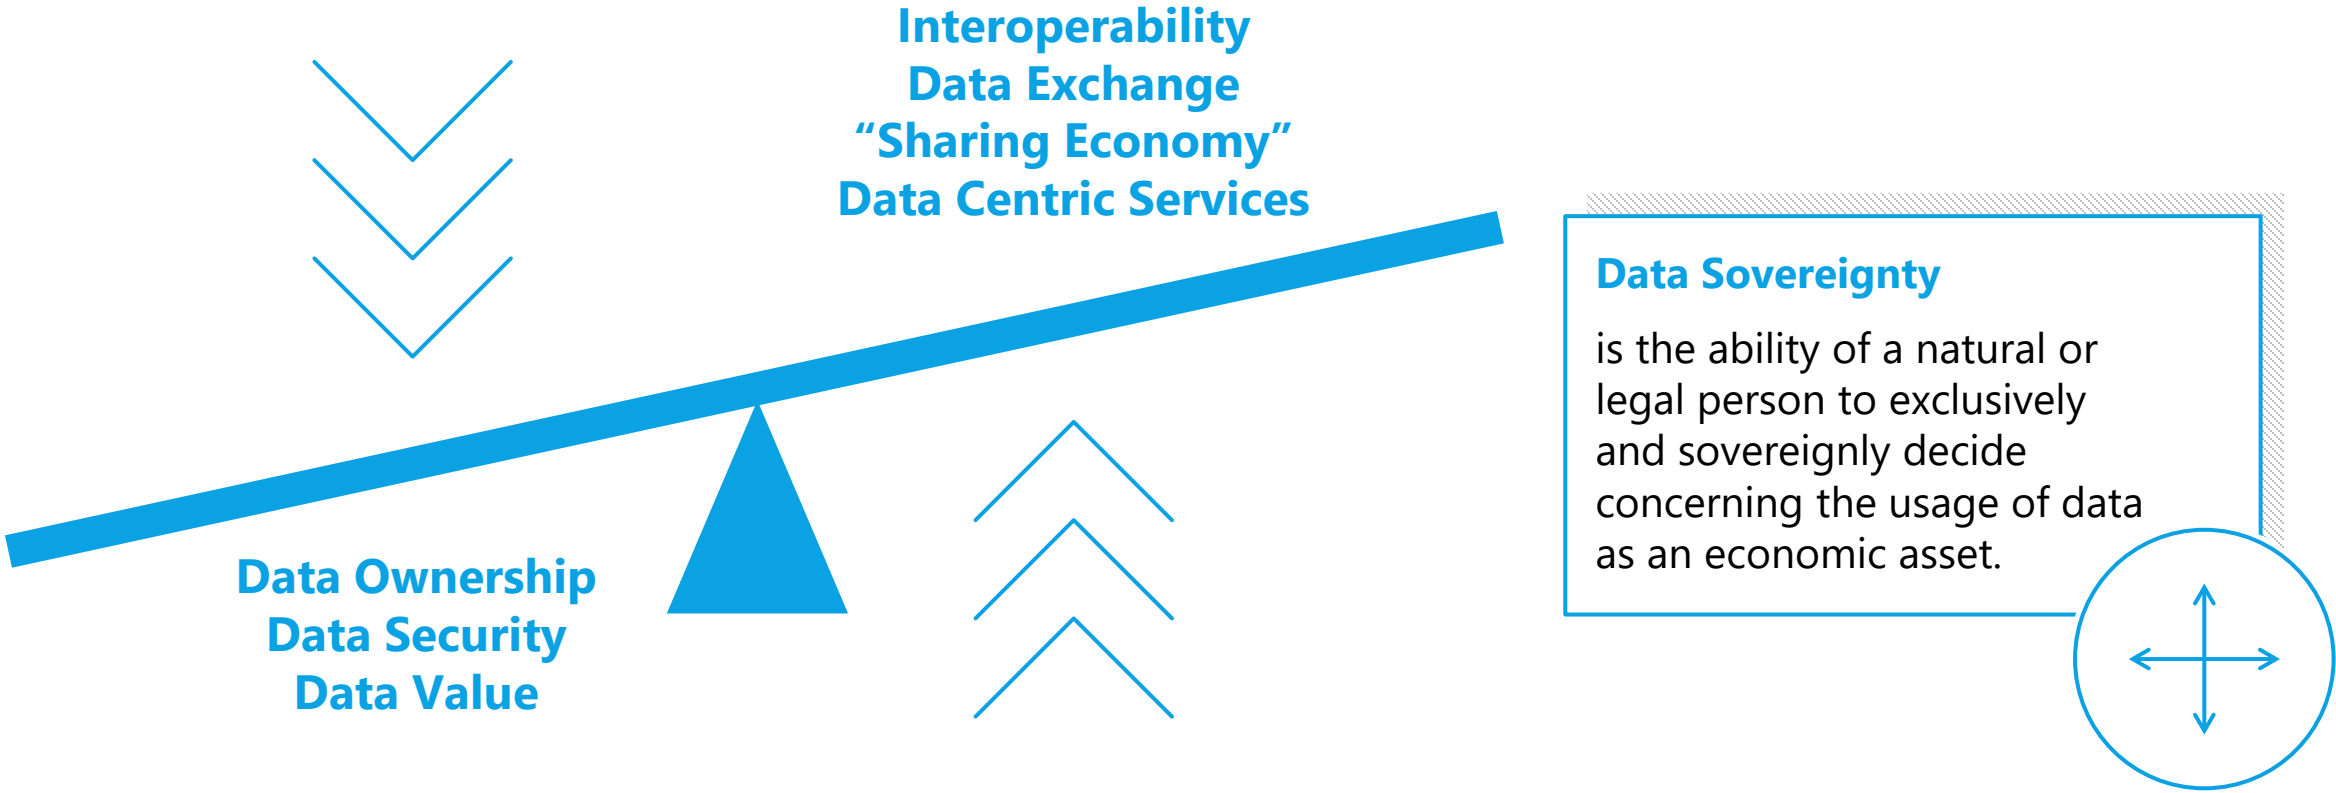 Interoperability
Data Exchange
“Sharing Economy”
Data Centric Services
Data Ownership
Data Security
Data Value
Data Sovereignty
is the ability of a natural or
legal person to exclusively
and sovereignly decide
concerning the usage of data
as an economic asset.